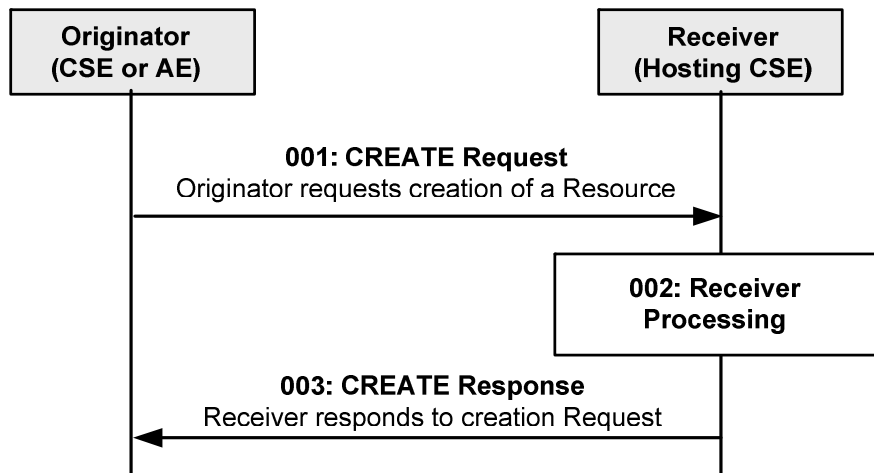 Originator
(CSE or AE)
Receiver
(Hosting CSE)
001: CREATE Request
Originator requests creation of a Resource
002: Receiver
Processing
003: CREATE Response
Receiver responds to creation Request